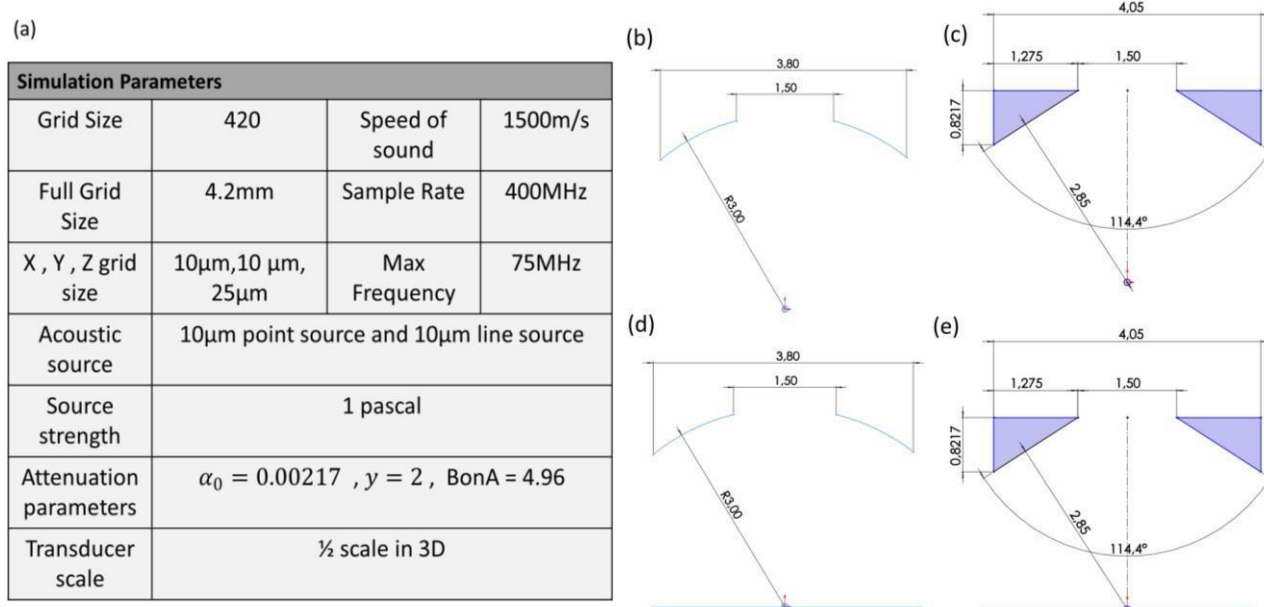 (a)
Simulation Parameters
Grid Size
420
Speed of
sound
1500m/s
Full Grid
Size
4.2mm
Sample Rate
400MHz
X , Y , Z grid
size
10μm,10 μm,
25μm
Max
Frequency
75MHz
Acoustic
source
10μm point source and 10μm line source
Source
strength
1 pascal
Attenuation
parameters
α₀ = 0.00217 , y = 2 , BonA = 4.96
Transducer
scale
½ scale in 3D
(b)
3,80
1,50
R3,00
(c)
4,05
1,275
1,50
0,8217
2,85
114,4°
(d)
3,80
1,50
R3,00
(e)
4,05
1,275
1,50
0,8217
2,85
114,4°